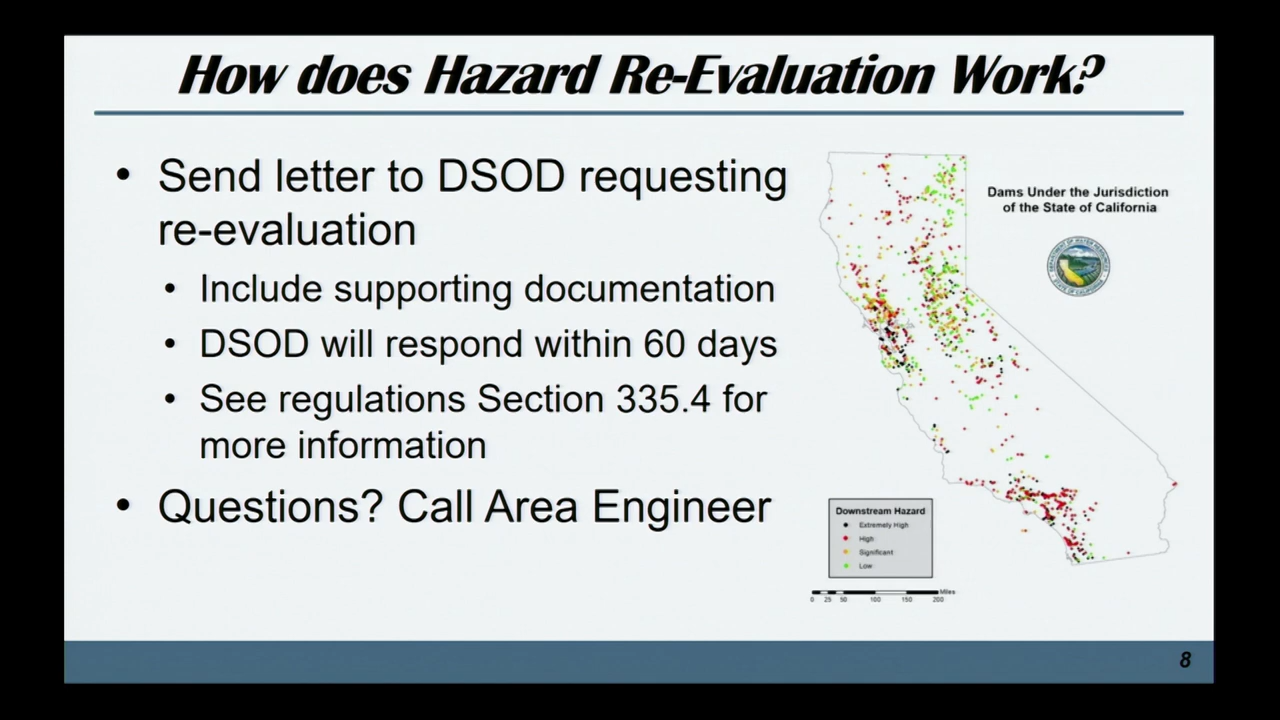 How does Hazard Re-Evaluation Work?
• Send letter to DSOD requesting
re-evaluation
• Include supporting documentation
• DSOD will respond within 60 days
• See regulations Section 335.4 for
more information
• Questions? Call Area Engineer
Dams Under the Jurisdiction
of the State of California
Downstream Hazard
Extremely High
High
Significant
Low
Miles
0 25 50 100 150 200
8